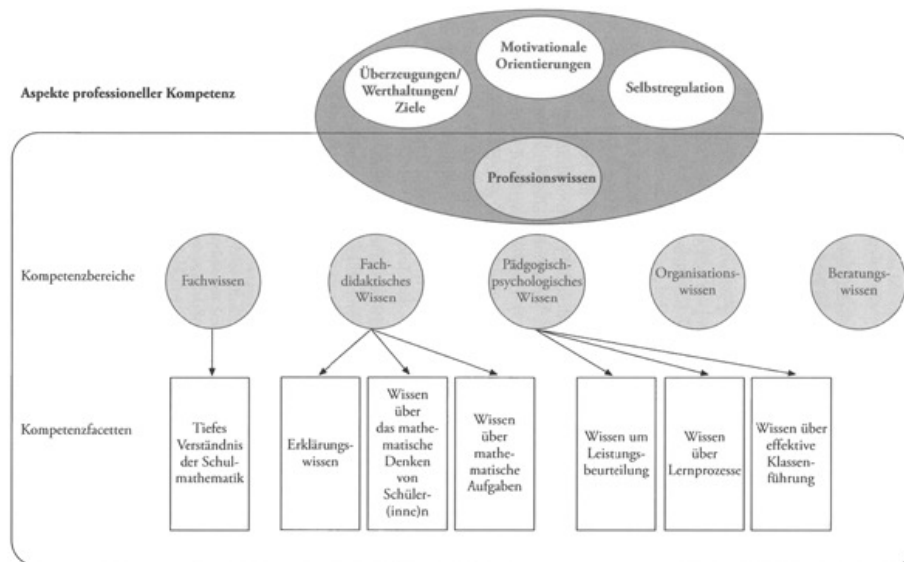 Motivationale
Orientierungen
Überzeugungen/
Werthaltungen/
Ziele
Selbstregulation
Aspekte professioneller Kompetenz
Professionswissen
Kompetenzbereiche
Fachwissen
Fach-
didaktisches
Wissen
Pädgogisch-
psychologisches
Wissen
Organisations-
wissen
Beratungs-
wissen
Kompetenzfacetten
Tiefes
Verständnis
der Schul-
mathematik
Erklärungs-
wissen
Wissen
über
das mathe-
matische
Denken
von
Schüler-
(inne)n
Wissen
über
mathe-
matische
Aufgaben
Wissen um
Leistungs-
beurteilung
Wissen
über
Lernprozesse
Wissen über
effektive
Klassen-
führung